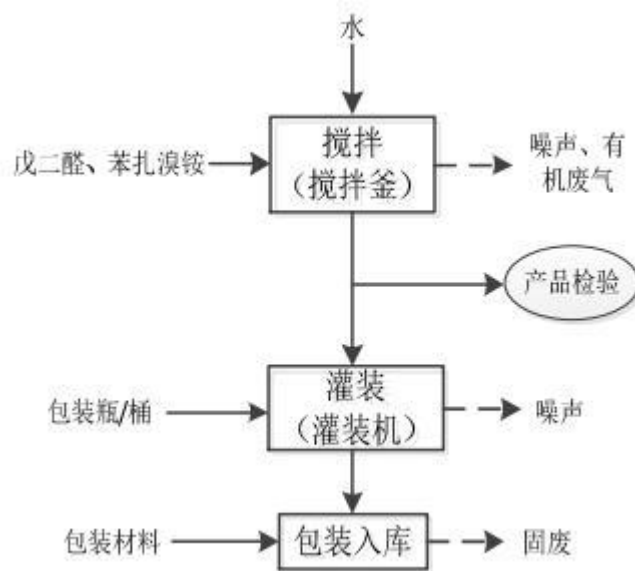 水
戊二醛、苯扎溴铵
搅拌
（搅拌釜）
噪声、有
机废气
产品检验
包装瓶/桶
灌装
（灌装机）
噪声
包装材料
包装入库
固废